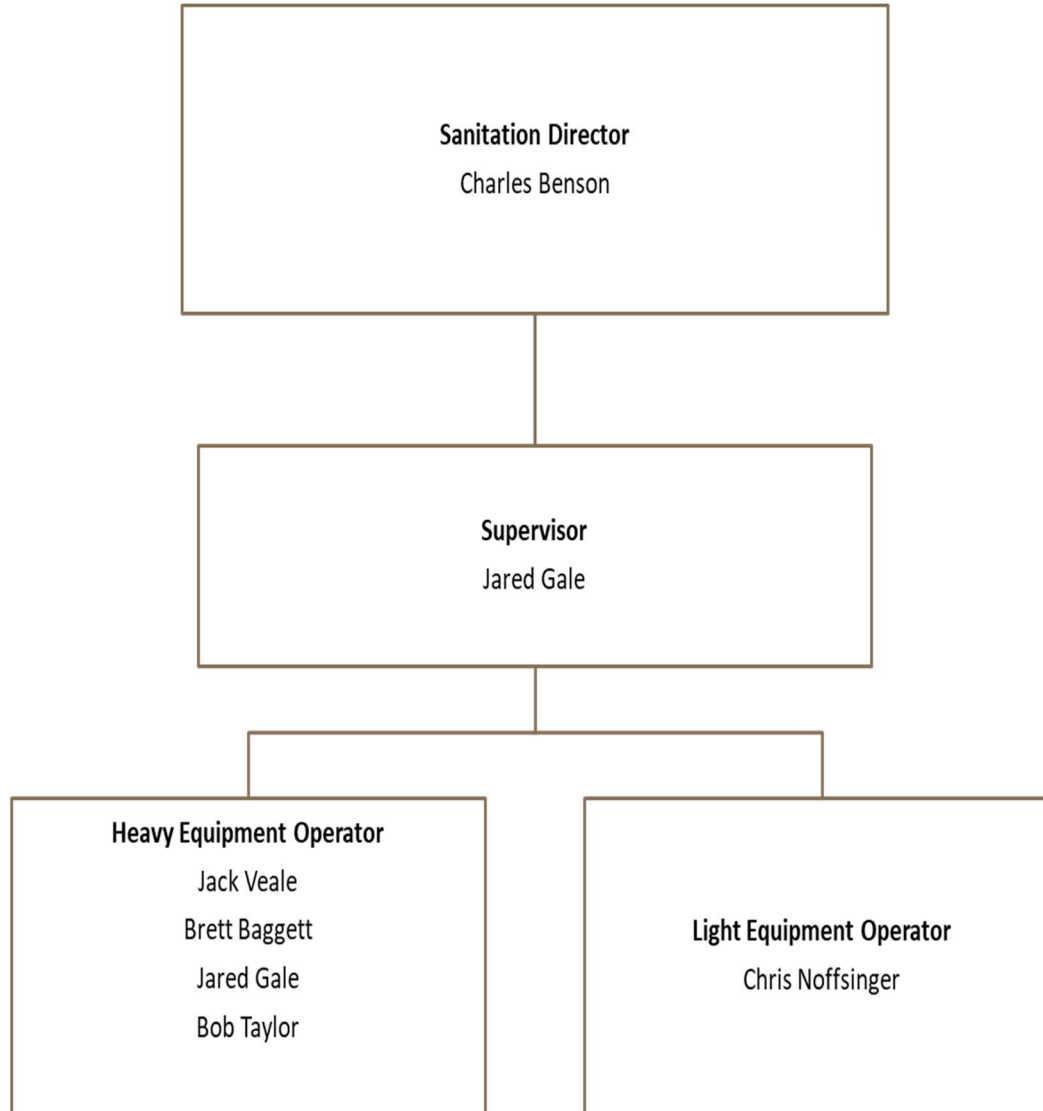 Sanitation Director
Charles Benson
Supervisor
Jared Gale
Heavy Equipment Operator
Jack Veale
Brett Baggett
Jared Gale
Bob Taylor
Light Equipment Operator
Chris Noffsinger